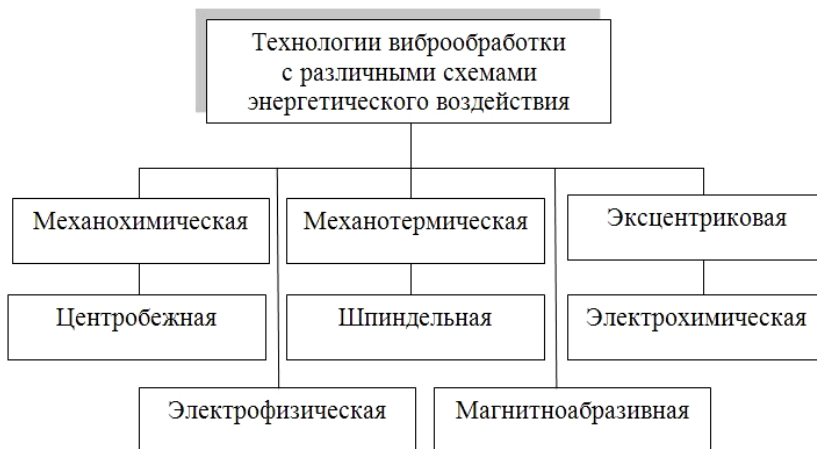 Технологии виброобработки
с различными схемами
энергетического воздействия
Механохимическая
Механотермическая
Эксцентриковая
Центробежная
Шпиндельная
Электрохимическая
Электрофизическая
Магнитноабразивная